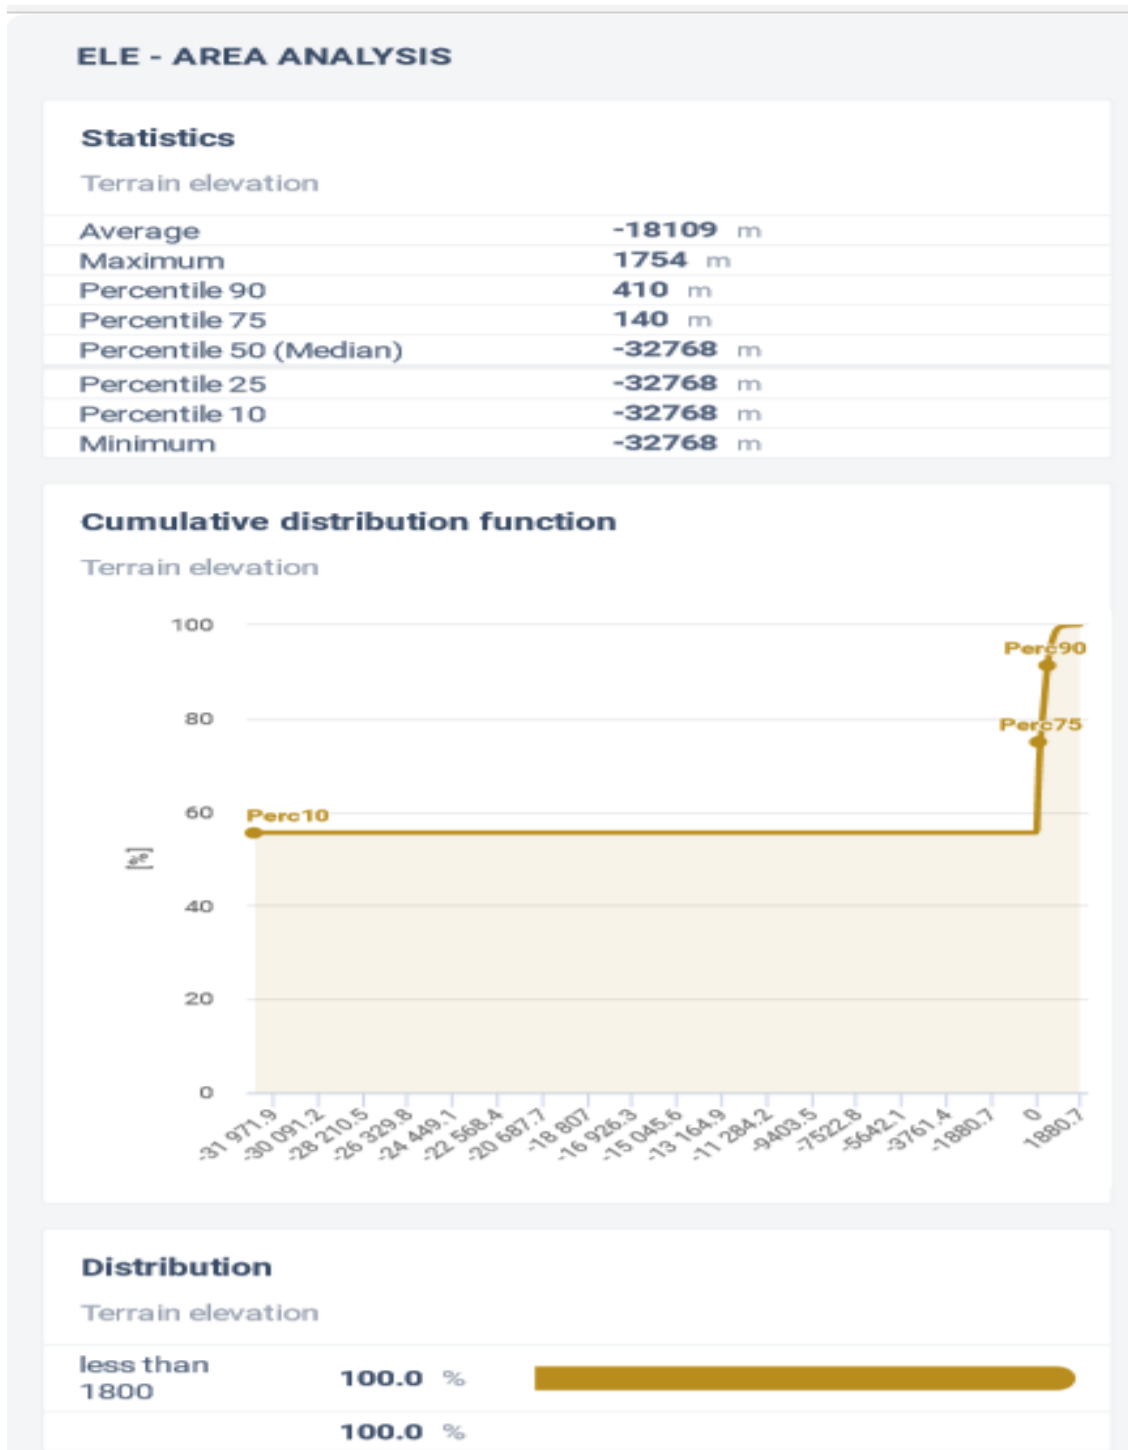 ELE - AREA ANALYSIS
Statistics
Terrain elevation
Average -18109 m
Maximum 1754 m
Percentile 90 410 m
Percentile 75 140 m
Percentile 50 (Median) -32768 m
Percentile 25 -32768 m
Percentile 10 -32768 m
Minimum -32768 m
Cumulative distribution function
Terrain elevation
100
Perc90
80
Perc75
60
Perc10
[%]
40
20
0
-31 971.9 -30 091.2 -28 210.5 -26 329.8 -24 449.1 -22 568.4 -20 687.7 -18 807 -16 926.3 -15 045.6 -13 164.9 -11 284.2 -9403.5 -7522.8 -5642.1 -3761.4 -1880.7 0 1880.7
Distribution
Terrain elevation
less than
1800 100.0 %
100.0 %